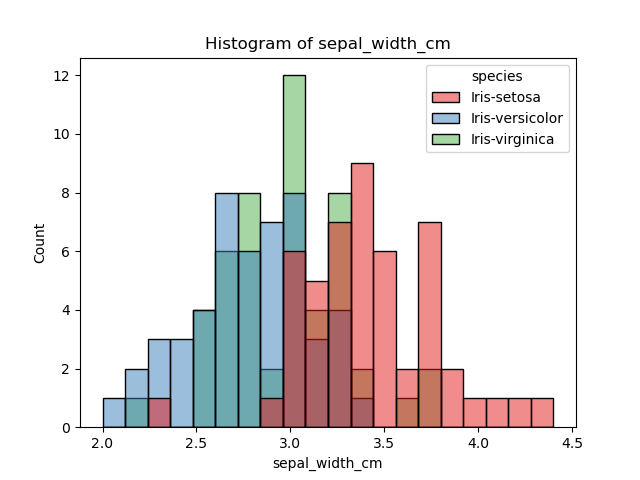 Histogram of sepal_width_cm
species
Iris-setosa
Iris-versicolor
Iris-virginica
12
10
8
6
4
2
0
Count
2.0 2.5 3.0 3.5 4.0 4.5
sepal_width_cm